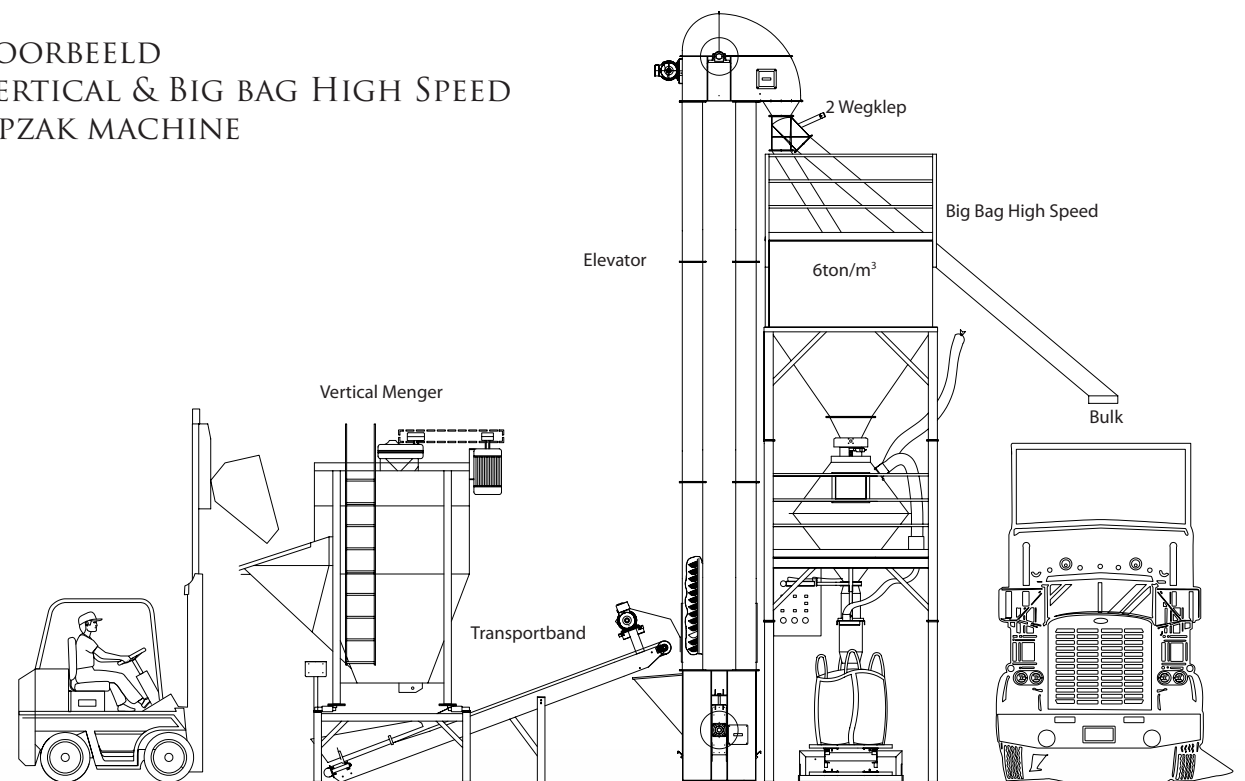 OORBEELD
ERTICAL & BIG BAG HIGH SPEED
PZAK MACHINE
2 Wegklep
Big Bag High Speed
Elevator
6ton/m³
Vertical Menger
Bulk
Transportband